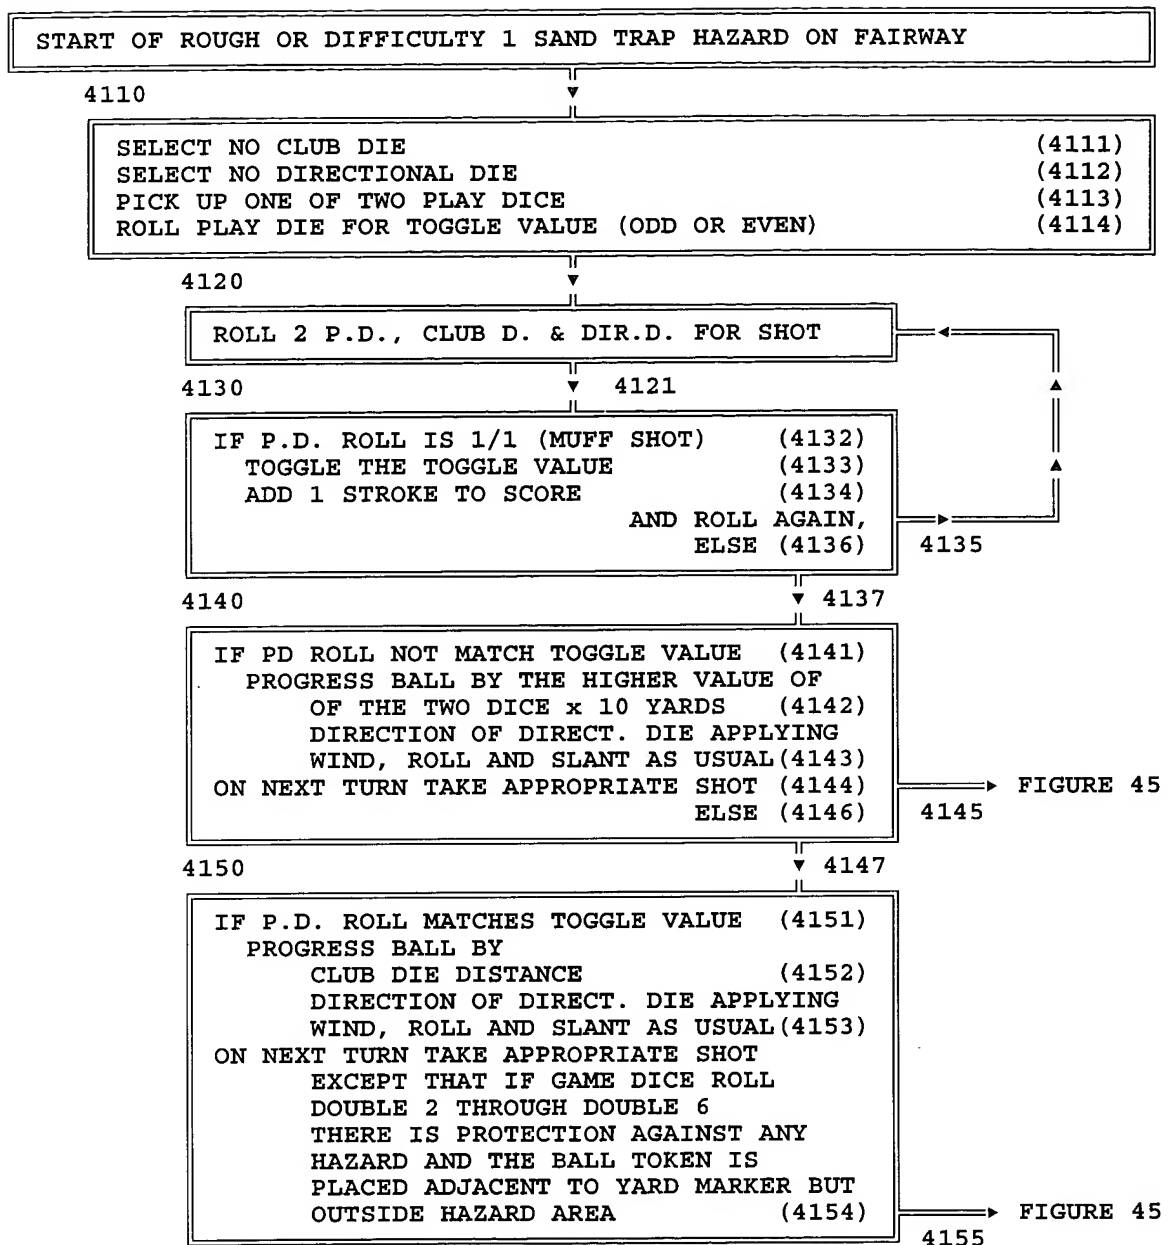 START OF ROUGH OR DIFFICULTY 1 SAND TRAP HAZARD ON FAIRWAY
4110
SELECT NO CLUB DIE (4111)
SELECT NO DIRECTIONAL DIE (4112)
PICK UP ONE OF TWO PLAY DICE (4113)
ROLL PLAY DIE FOR TOGGLE VALUE (ODD OR EVEN) (4114)
4120
ROLL 2 P.D., CLUB D. & DIR.D. FOR SHOT
4130 4121
IF P.D. ROLL IS 1/1 (MUFF SHOT) (4132)
TOGGLE THE TOGGLE VALUE (4133)
ADD 1 STROKE TO SCORE (4134)
AND ROLL AGAIN,
ELSE (4136) 4135
4140 4137
IF PD ROLL NOT MATCH TOGGLE VALUE (4141)
PROGRESS BALL BY THE HIGHER VALUE OF
OF THE TWO DICE x 10 YARDS (4142)
DIRECTION OF DIRECT. DIE APPLYING
WIND, ROLL AND SLANT AS USUAL(4143)
ON NEXT TURN TAKE APPROPRIATE SHOT (4144) FIGURE 45
ELSE (4146) 4145
4150 4147
IF P.D. ROLL MATCHES TOGGLE VALUE (4151)
PROGRESS BALL BY
CLUB DIE DISTANCE (4152)
DIRECTION OF DIRECT. DIE APPLYING
WIND, ROLL AND SLANT AS USUAL(4153)
ON NEXT TURN TAKE APPROPRIATE SHOT
EXCEPT THAT IF GAME DICE ROLL
DOUBLE 2 THROUGH DOUBLE 6
THERE IS PROTECTION AGAINST ANY
HAZARD AND THE BALL TOKEN IS
PLACED ADJACENT TO YARD MARKER BUT
OUTSIDE HAZARD AREA (4154) FIGURE 45
4155